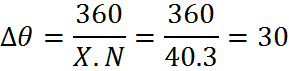 Δθ = 360/X.N = 360/40.3 = 30